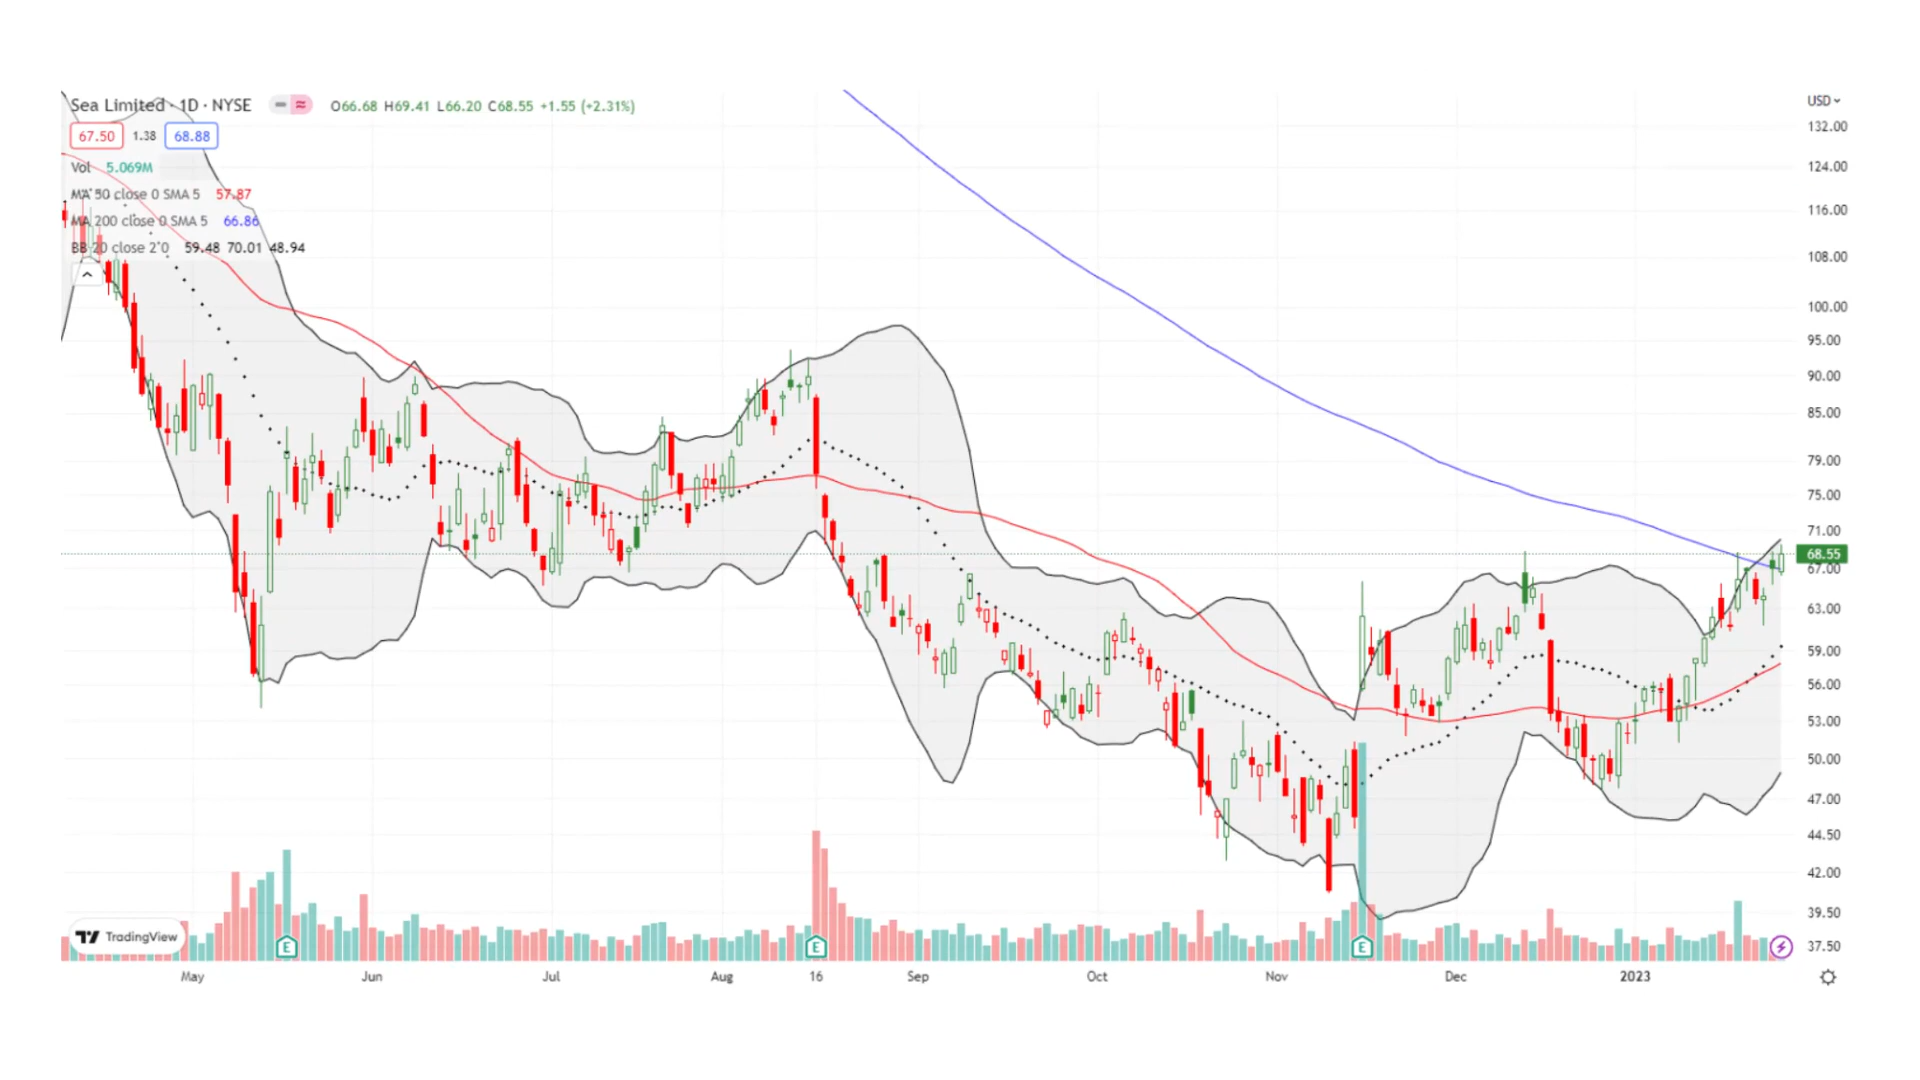 Sea Limited · 1D · NYSE O66.68 H69.41 L66.20 C68.55 +1.55 (+2.31%)
USD
67.50 1.38 68.88
Vol 5.069M
MA 50 close 0 SMA 5 57.87
MA 200 close 0 SMA 5 66.86
BB 20 close 2 0 59.48 70.01 48.94
132.00
124.00
116.00
108.00
100.00
95.00
90.00
85.00
79.00
75.00
71.00
68.55
67.00
63.00
59.00
56.00
53.00
50.00
47.00
44.50
42.00
39.50
37.50
TradingView
E E E
May Jun Jul Aug 16 Sep Oct Nov Dec 2023